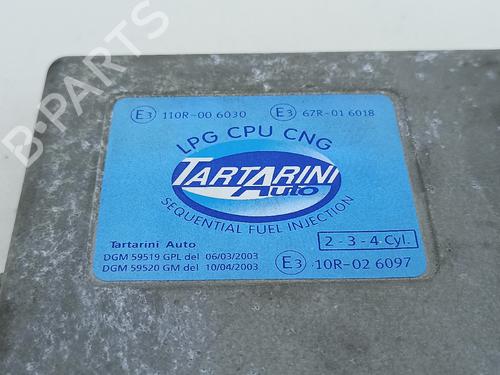 E3 110R-00 6030 E3 67R-01 6018
LPG CPU CNG
TARTARINI
Auto
SEQUENTIAL FUEL INJECTION
2 - 3 - 4 Cyl.
Tartarini Auto
DGM 59519 GPL del 06/03/2003
DGM 59520 GM del 10/04/2003
E3 10R-02 6097
B-PARTS